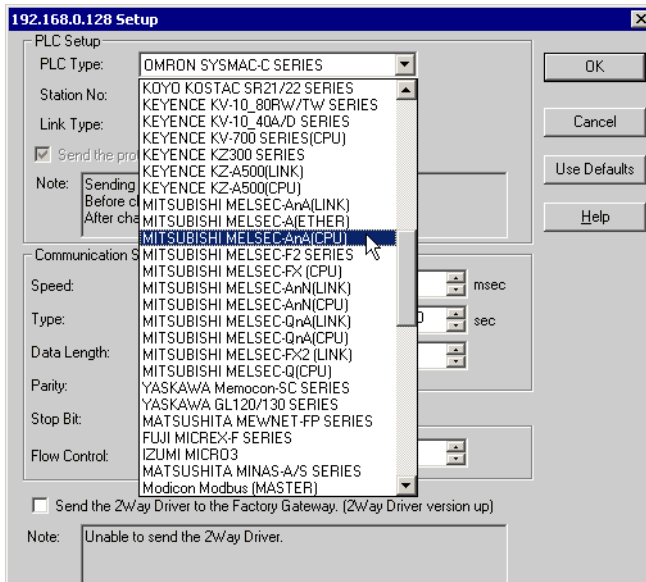 192.168.0.128 Setup
PLC Setup
PLC Type:
OMRON SYSMAC-C SERIES
OK
Station No:
Link Type:
Cancel
Send the pro
Use Defaults
Note:
Sending
Before c
After cha
Help
KOYO KOSTAC SR21/22 SERIES
KEYENCE KV-10_80RW/TW SERIES
KEYENCE KV-10_40A/D SERIES
KEYENCE KV-700 SERIES(CPU)
KEYENCE KZ300 SERIES
KEYENCE KZ-A500(LINK)
KEYENCE KZ-A500(CPU)
MITSUBISHI MELSEC-AnA(LINK)
MITSUBISHI MELSEC-A(ETHER)
MITSUBISHI MELSEC-AnA(CPU)
MITSUBISHI MELSEC-F2 SERIES
MITSUBISHI MELSEC-FX (CPU)
MITSUBISHI MELSEC-AnN(LINK)
MITSUBISHI MELSEC-AnN(CPU)
MITSUBISHI MELSEC-QnA(LINK)
MITSUBISHI MELSEC-QnA(CPU)
MITSUBISHI MELSEC-FX2 (LINK)
MITSUBISHI MELSEC-Q(CPU)
YASKAWA Memocon-SC SERIES
YASKAWA GL120/130 SERIES
MATSUSHITA MEWNET-FP SERIES
FUJI MICREX-F SERIES
IZUMI MICRO3
MATSUSHITA MINAS-A/S SERIES
Modicon Modbus (MASTER)
Communication S
Speed:
msec
Type:
0
sec
Data Length:
Parity:
Stop Bit:
Flow Control:
Send the 2Way Driver to the Factory Gateway. (2Way Driver version up)
Note:
Unable to send the 2Way Driver.